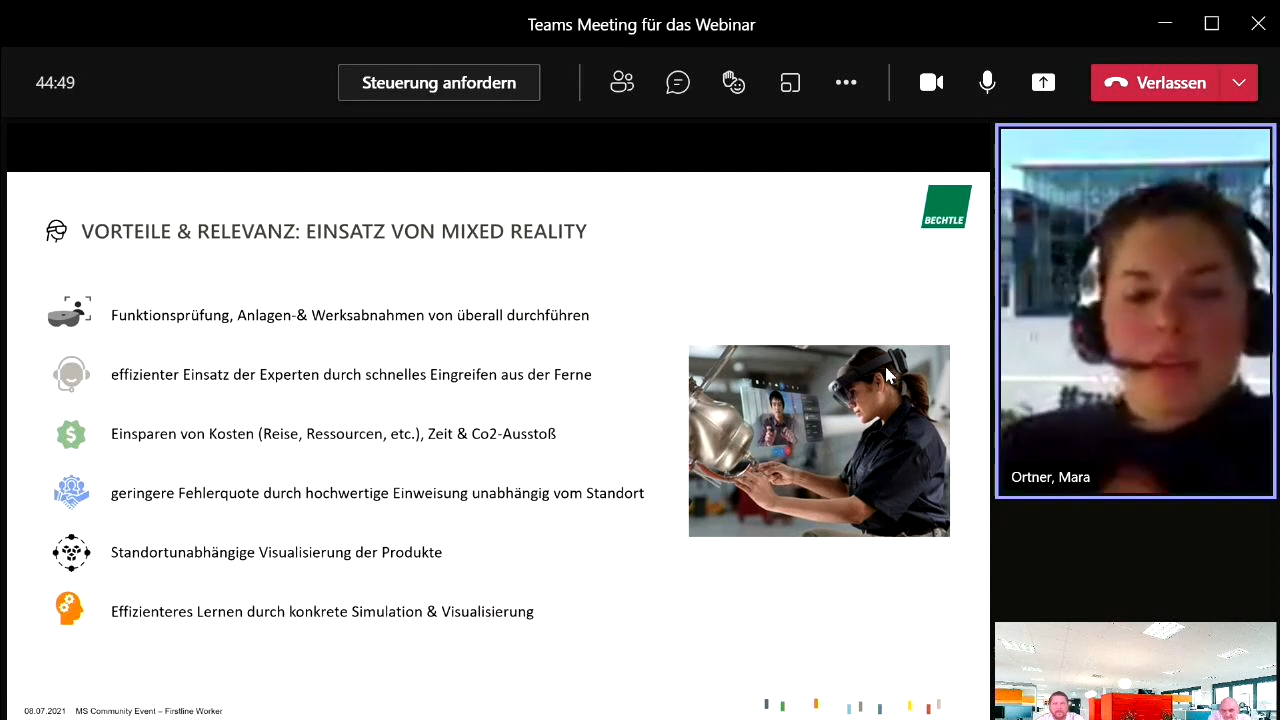 Teams Meeting für das Webinar
44:49
Steuerung anfordern
Verlassen
BECHTLE
VORTEILE & RELEVANZ: EINSATZ VON MIXED REALITY
Funktionsprüfung, Anlagen-& Werksabnahmen von überall durchführen
effizienter Einsatz der Experten durch schnelles Eingreifen aus der Ferne
$
Einsparen von Kosten (Reise, Ressourcen, etc.), Zeit & Co2-Ausstoß
geringere Fehlerquote durch hochwertige Einweisung unabhängig vom Standort
Standortunabhängige Visualisierung der Produkte
Effizienteres Lernen durch konkrete Simulation & Visualisierung
Ortner, Mara
08.07.2021 MS Community Event – Firstline Worker